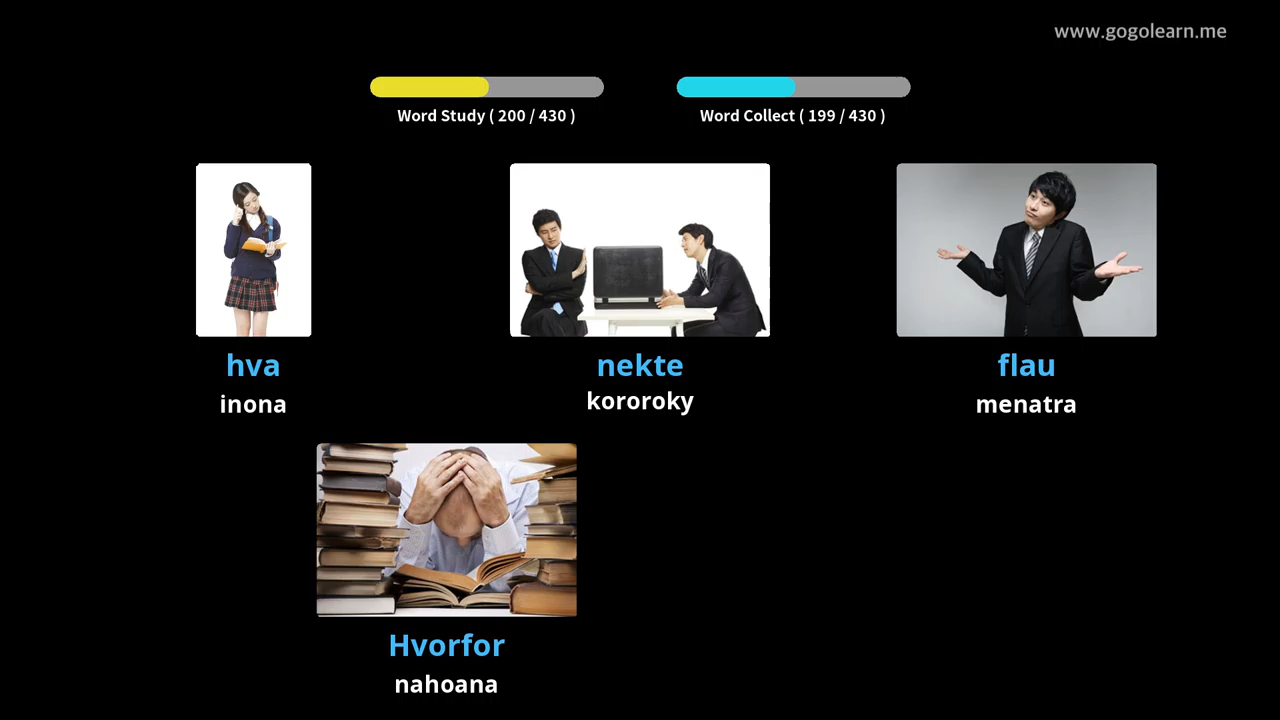 www.gogolearn.me
Word Study ( 200 / 430 )
Word Collect ( 199 / 430 )
hva
inona
nekte
kororoky
flau
menatra
Hvorfor
nahoana